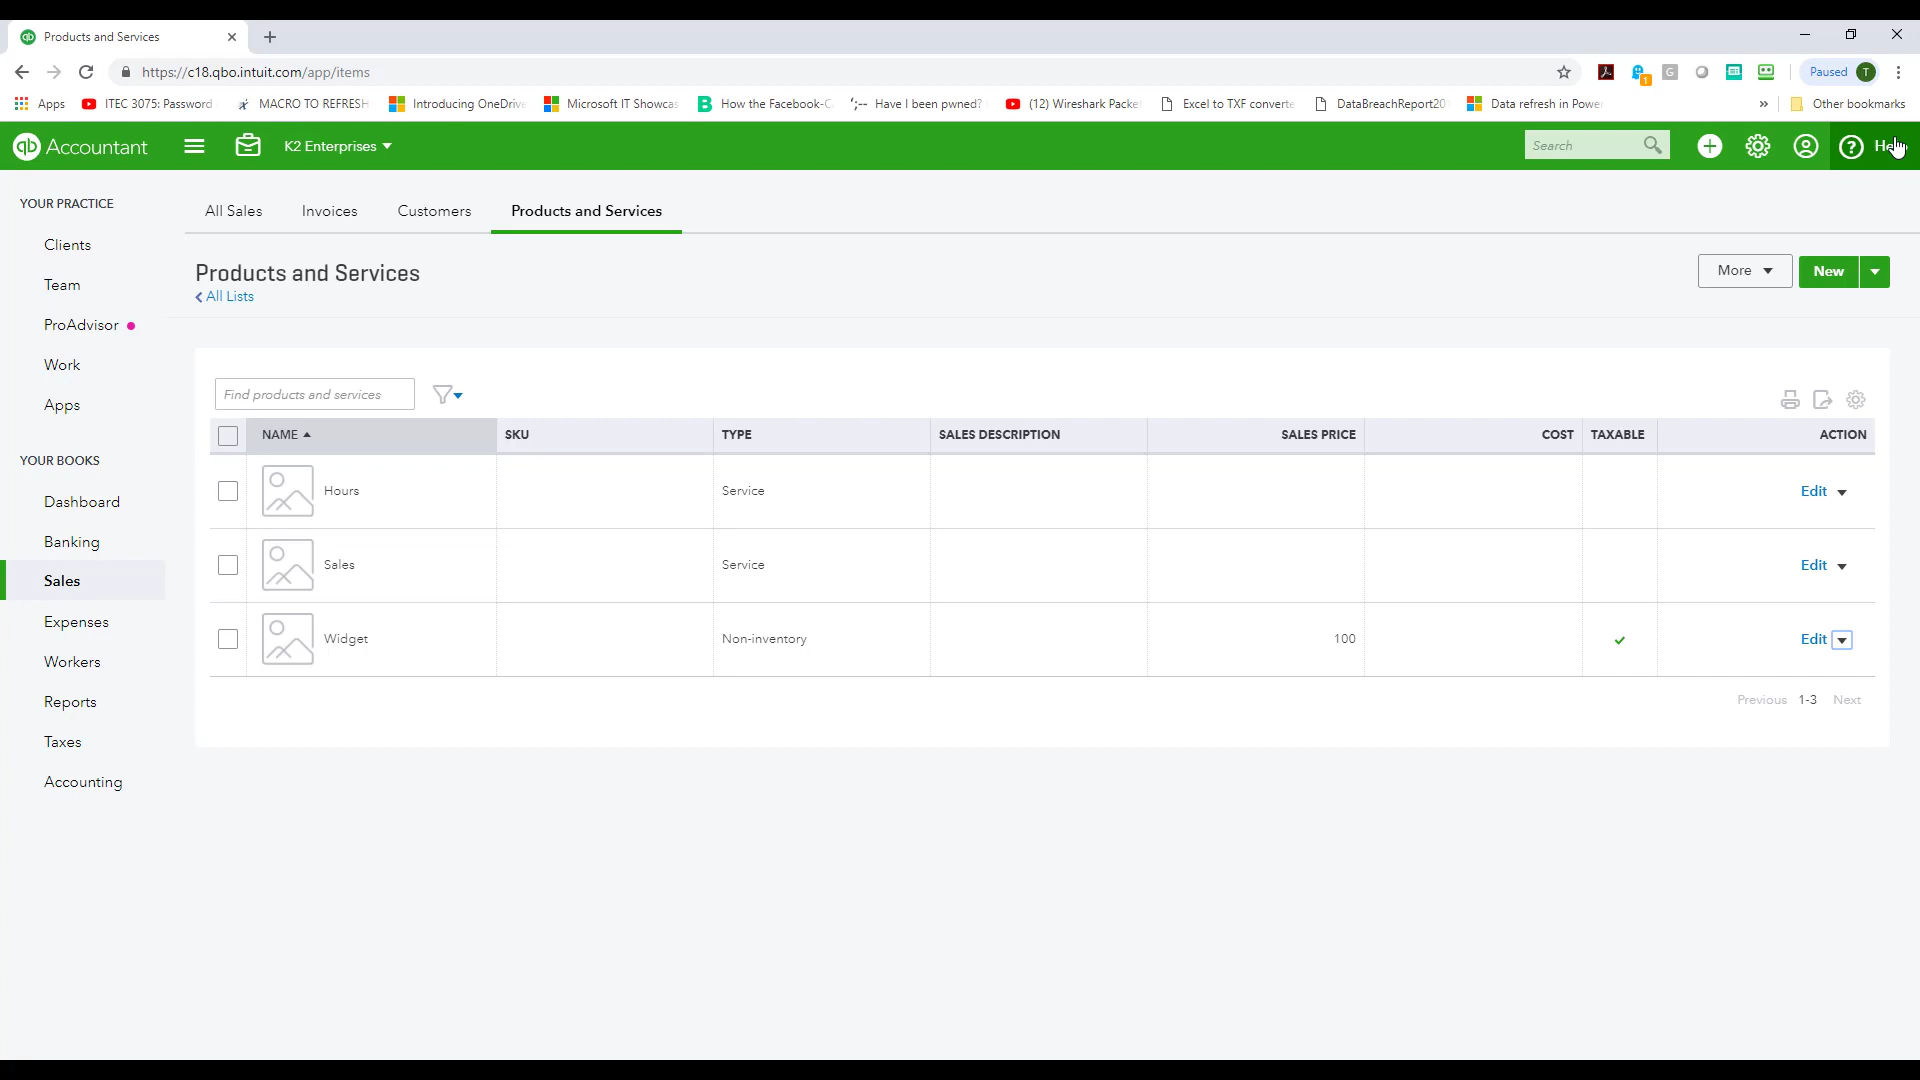 Products and Services
https://c18.qbo.intuit.com/app/items
Paused T
Apps ITEC 3075: Password MACRO TO REFRESH Introducing OneDrive Microsoft IT Showcas How the Facebook-C Have I been pwned? (12) Wireshark Packe Excel to TXF converte DataBreachReport20 Data refresh in Powe » Other bookmarks
qb Accountant K2 Enterprises Search
YOUR PRACTICE
Clients
Team
ProAdvisor
Work
Apps
YOUR BOOKS
Dashboard
Banking
Sales
Expenses
Workers
Reports
Taxes
Accounting
All Sales Invoices Customers Products and Services
Products and Services
All Lists
More New
Find products and services
NAME SKU TYPE SALES DESCRIPTION SALES PRICE COST TAXABLE ACTION
Hours Service Edit
Sales Service Edit
Widget Non-inventory 100 Edit
Previous 1-3 Next